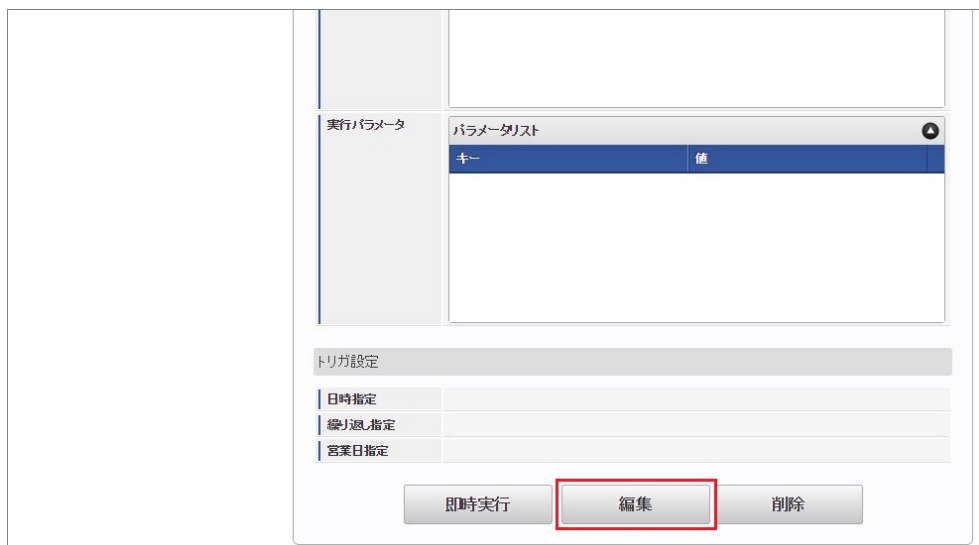 実行パラメータ
パラメータリスト
キー 値
トリガ設定
日時指定
繰り返し指定
営業日指定
即時実行 編集 削除